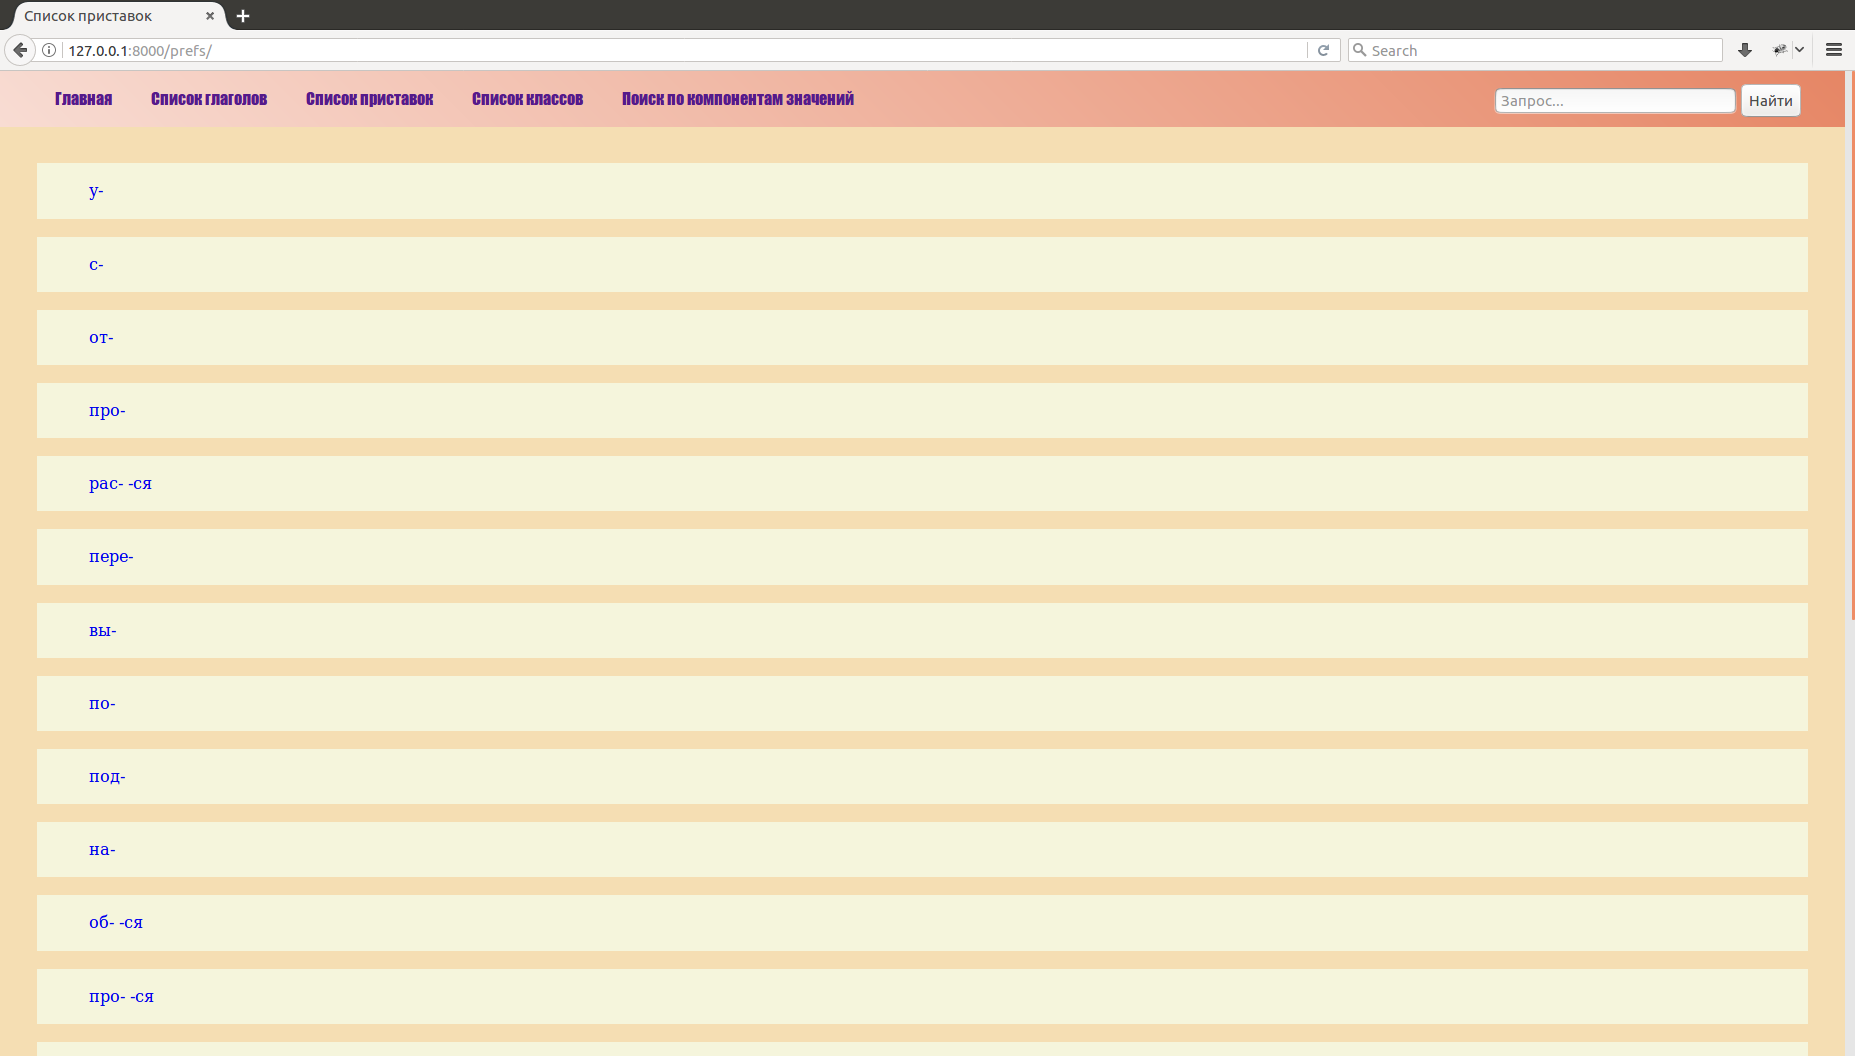 Список приставок
127.0.0.1:8000/prefs/
Search
Главная Список глаголов Список приставок Список классов Поиск по компонентам значений Запрос... Найти
у-
с-
от-
про-
рас- -ся
пере-
вы-
по-
под-
на-
об- -ся
про- -ся